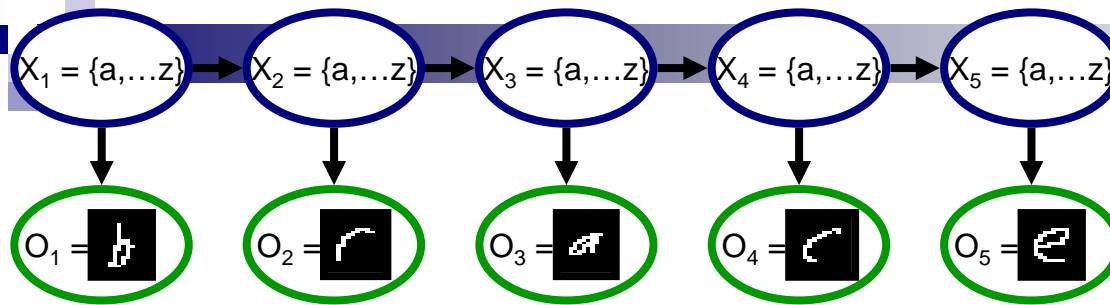 X₁ = {a,…z} X₂ = {a,…z} X₃ = {a,…z} X₄ = {a,…z} X₅ = {a,…z}
O₁ = b O₂ = r O₃ = a O₄ = c O₅ = e